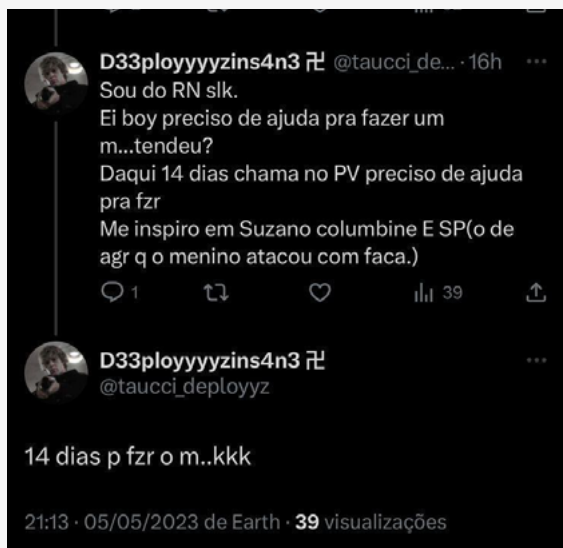 D33ployyyyzins4n3 卍 @taucci_de... · 16h
Sou do RN slk.
Ei boy preciso de ajuda pra fazer um
m...tendeu?
Daqui 14 dias chama no PV preciso de ajuda
pra fzr
Me inspiro em Suzano columbine E SP(o de
agr q o menino atacou com faca.)
1 39
D33ployyyyzins4n3 卍
@taucci_deployyz
14 dias p fzr o m..kkk
21:13 · 05/05/2023 de Earth · 39 visualizações